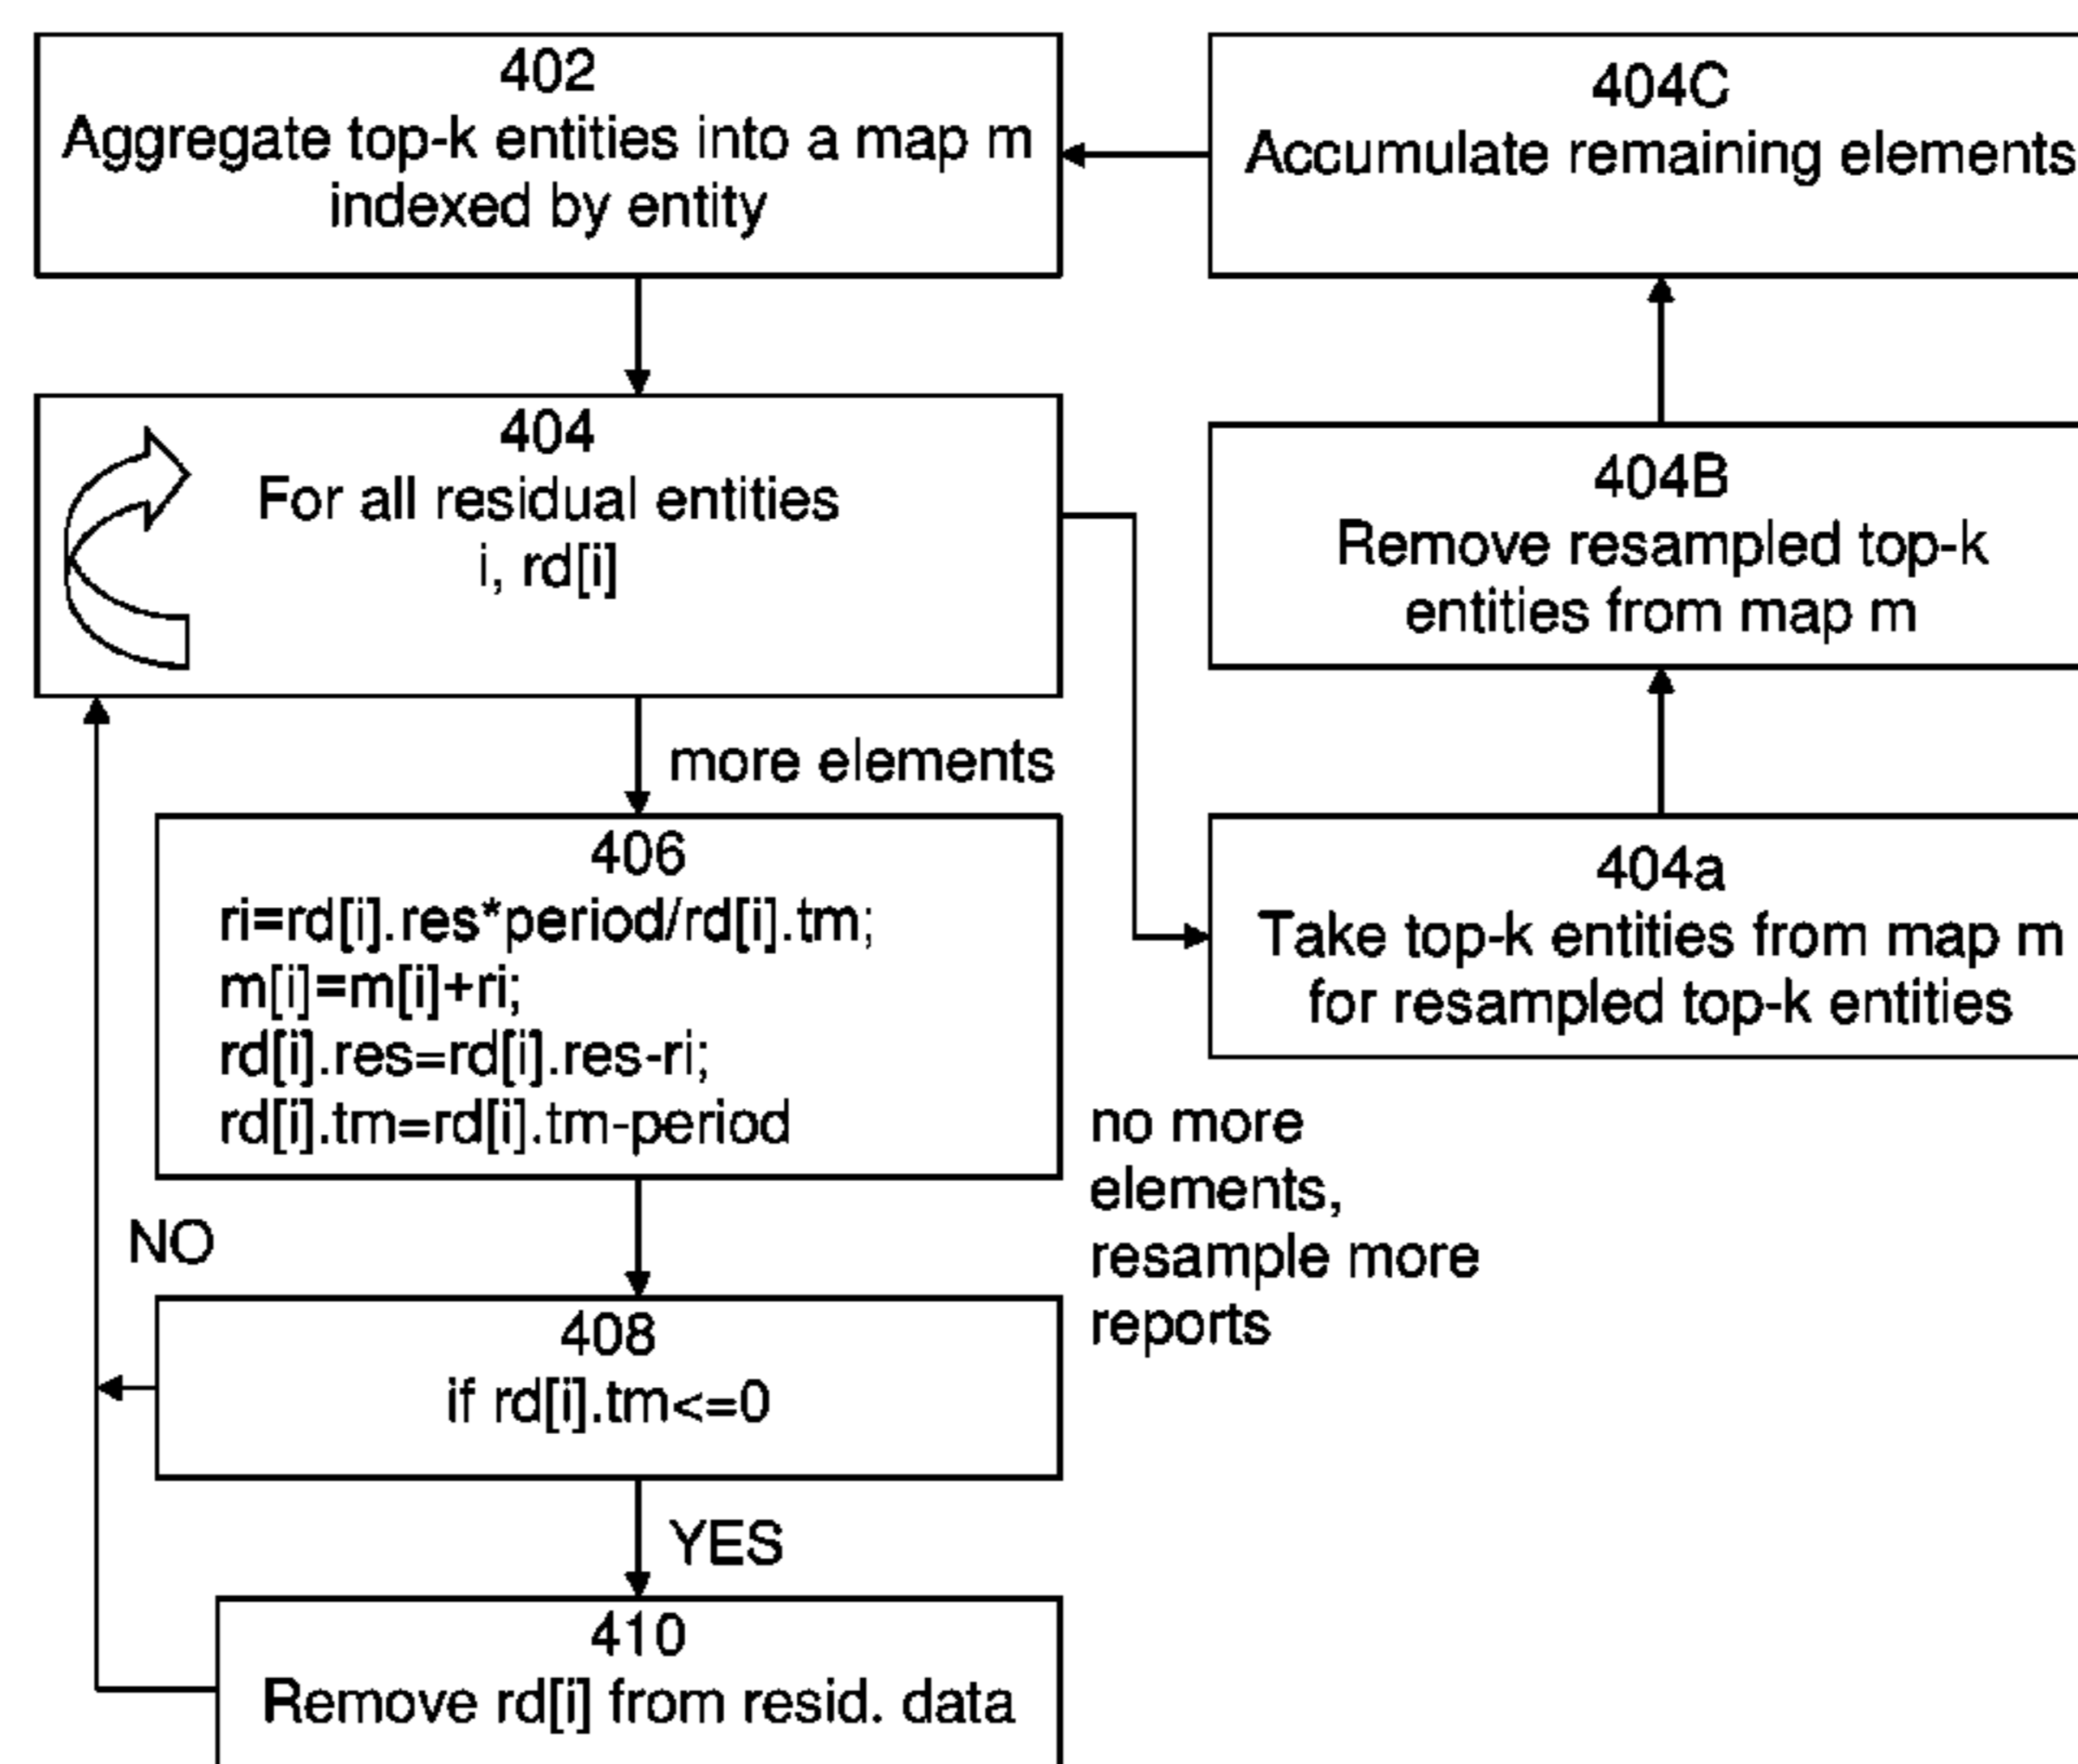 402
Aggregate top-k entities into a map m
indexed by entity
404C
Accumulate remaining elements
404
For all residual entities
i, rd[i]
404B
Remove resampled top-k
entities from map m
more elements
406
ri=rd[i].res*period/rd[i].tm;
m[i]=m[i]+ri;
rd[i].res=rd[i].res-ri;
rd[i].tm=rd[i].tm-period
404a
Take top-k entities from map m
for resampled top-k entities
no more
elements,
resample more
reports
NO
408
if rd[i].tm<=0
YES
410
Remove rd[i] from resid. data